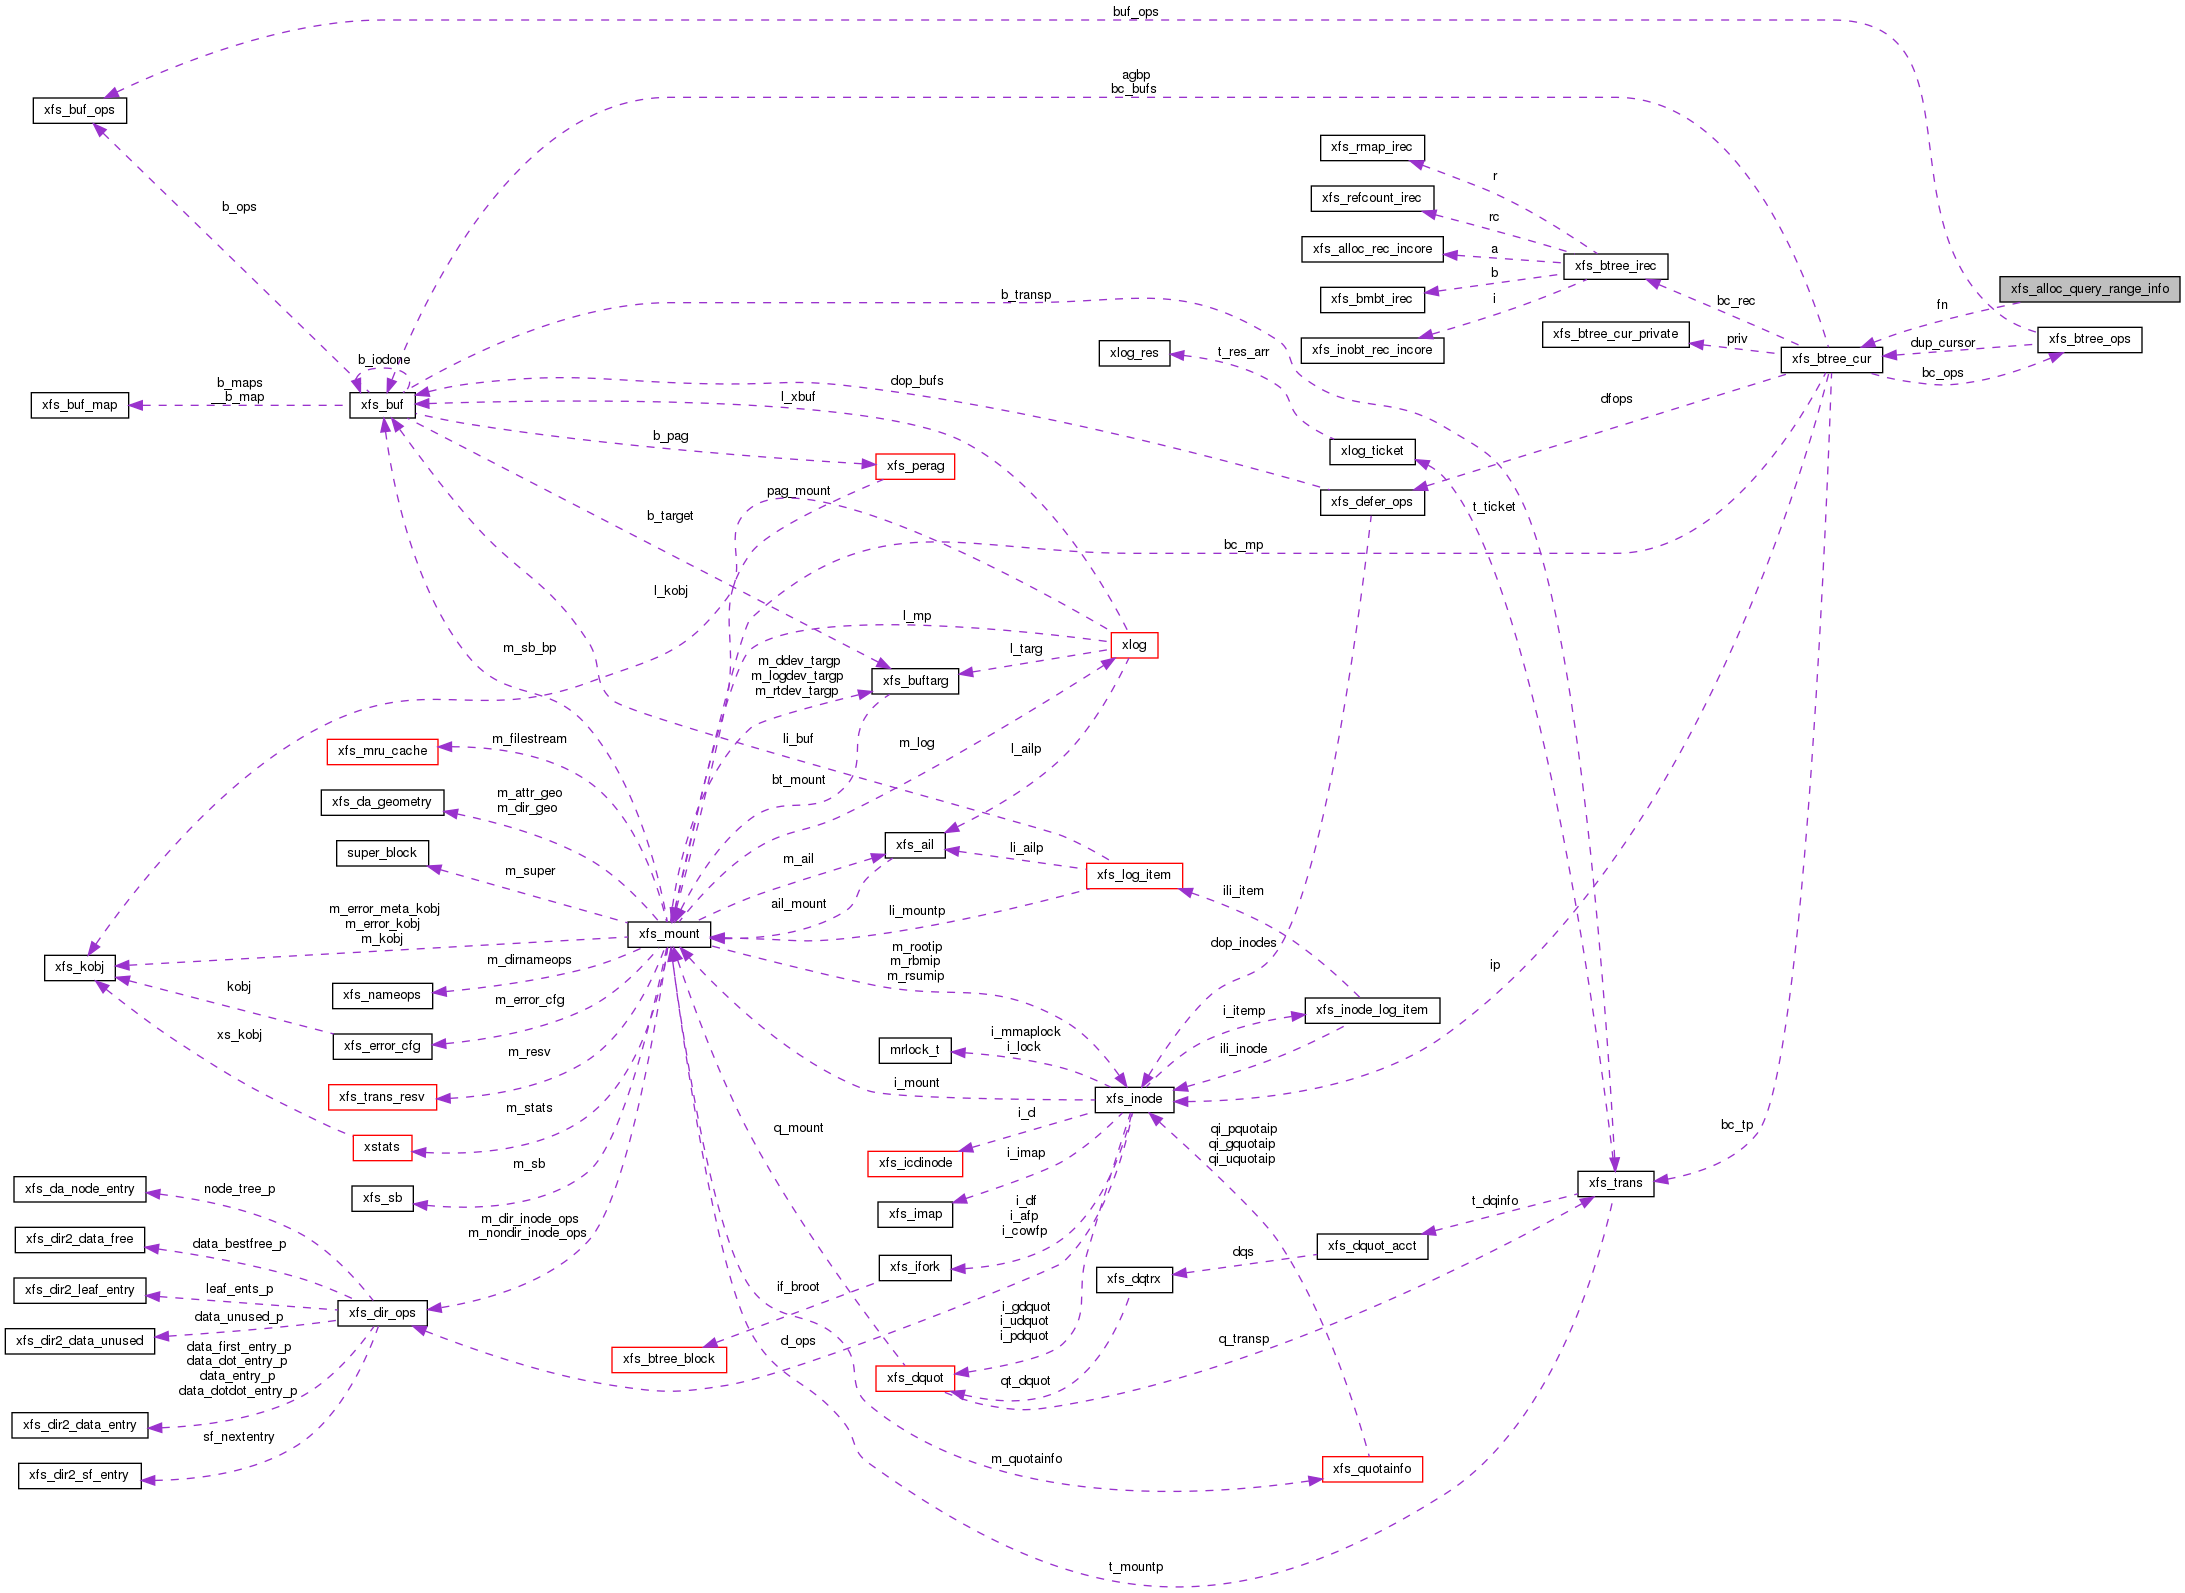 buf_ops
agbp
bc_bufs
xfs_buf_ops
xfs_rmap_irec
r
xfs_refcount_irec
b_ops
rc
xfs_alloc_rec_incore
a
xfs_btree_irec
b
xfs_bmbt_irec
i
xfs_alloc_query_range_info
b_transp
bc_rec
fn
xfs_btree_cur_private
priv
xfs_btree_ops
dup_cursor
xfs_inobt_rec_incore
xlog_res
t_res_arr
b_iodone
xfs_btree_cur
bc_ops
b_maps
__b_map
dop_bufs
l_xbuf
dfops
xfs_buf_map
xfs_buf
b_pag
xlog_ticket
xfs_perag
pag_mount
xfs_defer_ops
t_ticket
b_target
bc_mp
l_kobj
l_mp
m_sb_bp
xlog
l_targ
m_ddev_targp
m_logdev_targp
m_rtdev_targp
xfs_buftarg
m_filestream
li_buf
m_log
l_ailp
xfs_mru_cache
bt_mount
m_attr_geo
m_dir_geo
xfs_da_geometry
super_block
xfs_ail
li_ailp
m_ail
m_super
xfs_log_item
ili_item
ail_mount
li_mountp
m_error_meta_kobj
m_error_kobj
m_kobj
xfs_mount
m_rootip
m_rbmip
m_rsumip
dop_inodes
xfs_kobj
m_dirnameops
ip
kobj
xfs_nameops
m_error_cfg
i_itemp
xfs_inode_log_item
xs_kobj
xfs_error_cfg
i_mmaplock
i_lock
mrlock_t
ili_inode
m_resv
xfs_trans_resv
i_mount
xfs_inode
m_stats
i_d
q_mount
qi_pquotaip
qi_gquotaip
qi_uquotaip
bc_tp
xstats
m_sb
xfs_icdinode
i_imap
xfs_da_node_entry
node_tree_p
xfs_sb
xfs_trans
t_dqinfo
xfs_imap
i_df
i_afp
i_cowfp
m_dir_inode_ops
m_nondir_inode_ops
xfs_dir2_data_free
data_bestfree_p
xfs_dquot_acct
dqs
xfs_ifork
xfs_dqtrx
xfs_dir2_leaf_entry
leaf_ents_p
if_broot
xfs_dir_ops
data_unused_p
i_gdquot
i_udquot
i_pdquot
xfs_dir2_data_unused
d_ops
q_transp
data_first_entry_p
data_dot_entry_p
data_entry_p
data_dotdot_entry_p
xfs_btree_block
xfs_dquot
qt_dquot
xfs_dir2_data_entry
sf_nextentry
m_quotainfo
xfs_quotainfo
xfs_dir2_sf_entry
t_mountp